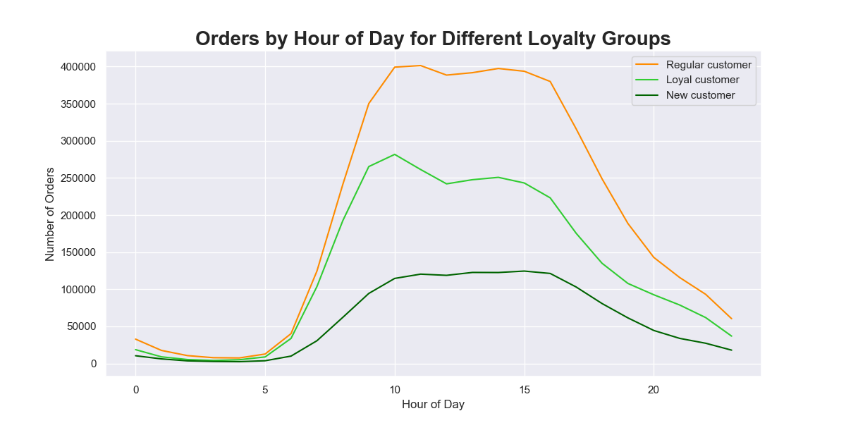 Orders by Hour of Day for Different Loyalty Groups
Regular customer
Loyal customer
New customer
400000
350000
300000
250000
200000
150000
100000
50000
0
Number of Orders
0 5 10 15 20
Hour of Day